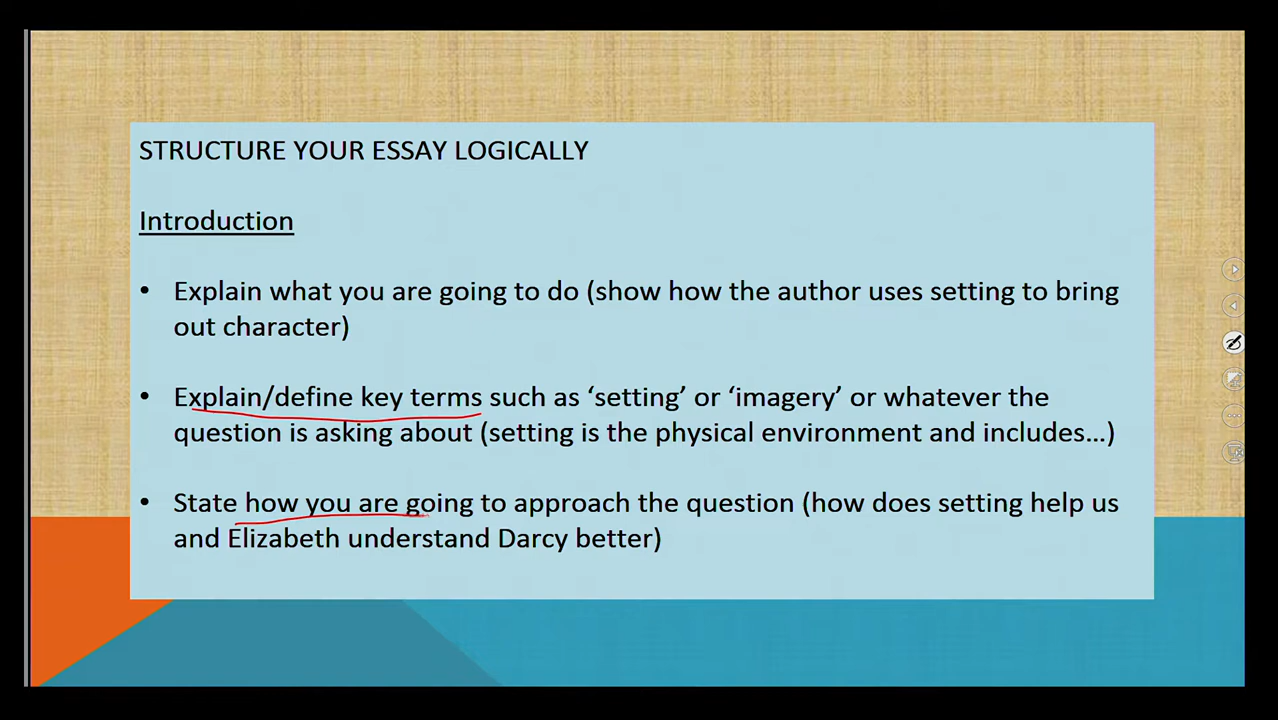 STRUCTURE YOUR ESSAY LOGICALLY
Introduction
• Explain what you are going to do (show how the author uses setting to bring
out character)
• Explain/define key terms such as ‘setting’ or ‘imagery’ or whatever the
question is asking about (setting is the physical environment and includes…)
• State how you are going to approach the question (how does setting help us
and Elizabeth understand Darcy better)